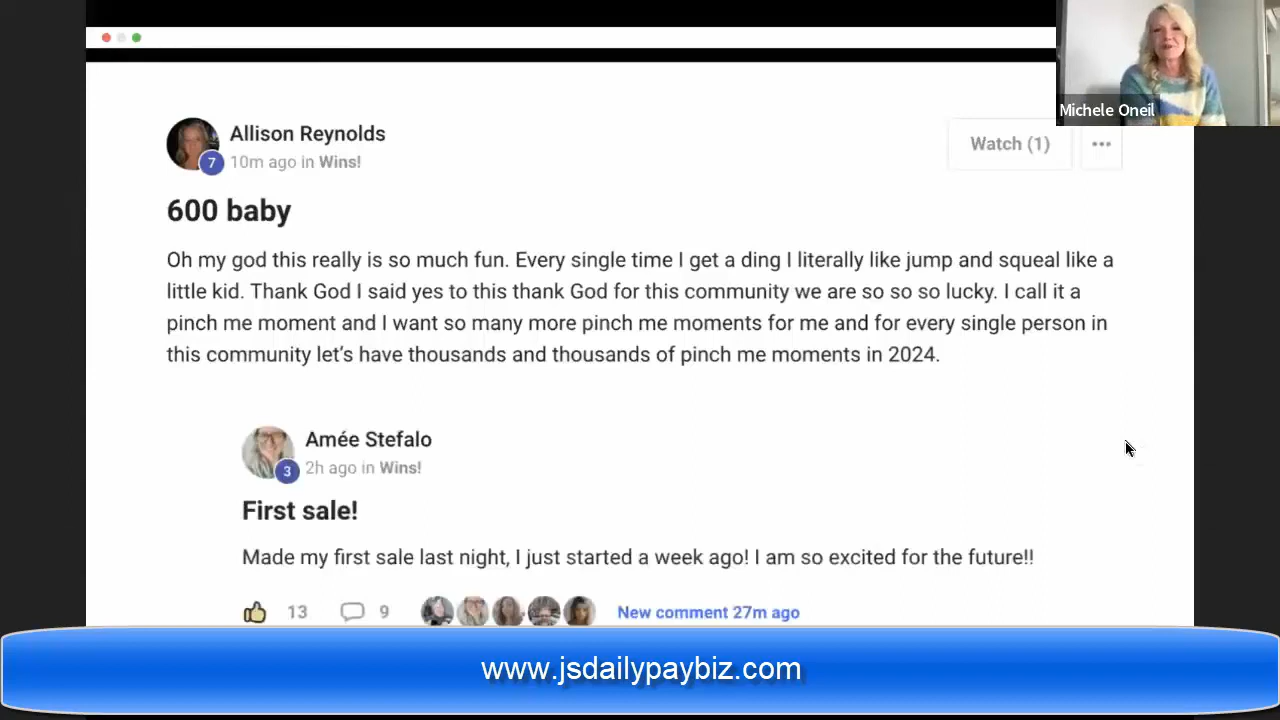 Michele Oneil
Allison Reynolds
7
10m ago in Wins!
Watch (1)
600 baby
Oh my god this really is so much fun. Every single time I get a ding I literally like jump and squeal like a
little kid. Thank God I said yes to this thank God for this community we are so so so lucky. I call it a
pinch me moment and I want so many more pinch me moments for me and for every single person in
this community let's have thousands and thousands of pinch me moments in 2024.
Amée Stefalo
3
2h ago in Wins!
First sale!
Made my first sale last night, I just started a week ago! I am so excited for the future!!
13
9
New comment 27m ago
www.jsdailypaybiz.com